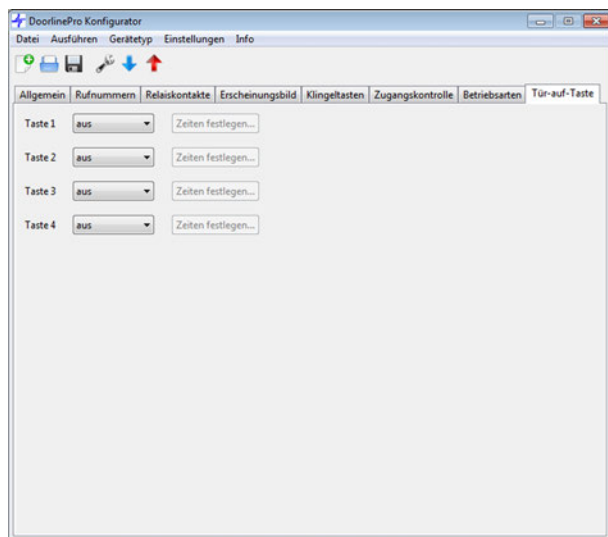 DoorlinePro Konfigurator
Datei Ausführen Gerätetyp Einstellungen Info
Allgemein Rufnummern Relaiskontakte Erscheinungsbild Klingeltasten Zugangskontrolle Betriebsarten Tür-auf-Taste
Taste 1 aus Zeiten festlegen...
Taste 2 aus Zeiten festlegen...
Taste 3 aus Zeiten festlegen...
Taste 4 aus Zeiten festlegen...